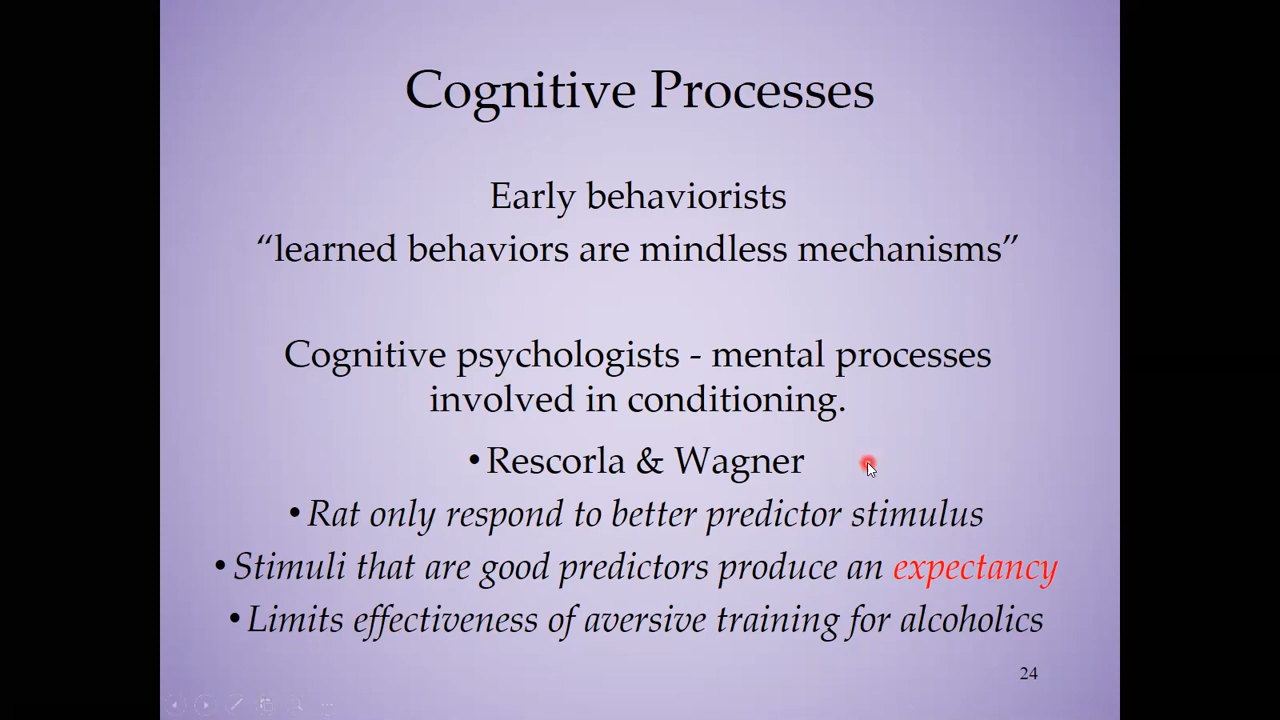 Cognitive Processes
Early behaviorists
“learned behaviors are mindless mechanisms”
Cognitive psychologists - mental processes
involved in conditioning.
•Rescorla & Wagner
•Rat only respond to better predictor stimulus
•Stimuli that are good predictors produce an expectancy
•Limits effectiveness of aversive training for alcoholics
24